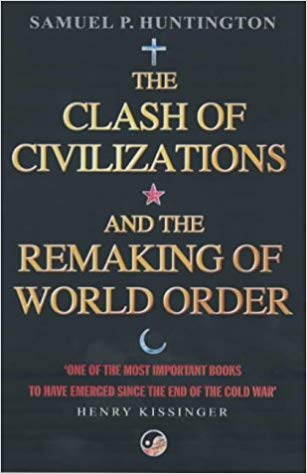 SAMUEL P. HUNTINGTON
THE
CLASH OF
CIVILIZATIONS
AND THE
REMAKING OF
WORLD ORDER
'ONE OF THE MOST IMPORTANT BOOKS
TO HAVE EMERGED SINCE THE END OF THE COLD WAR'
HENRY KISSINGER